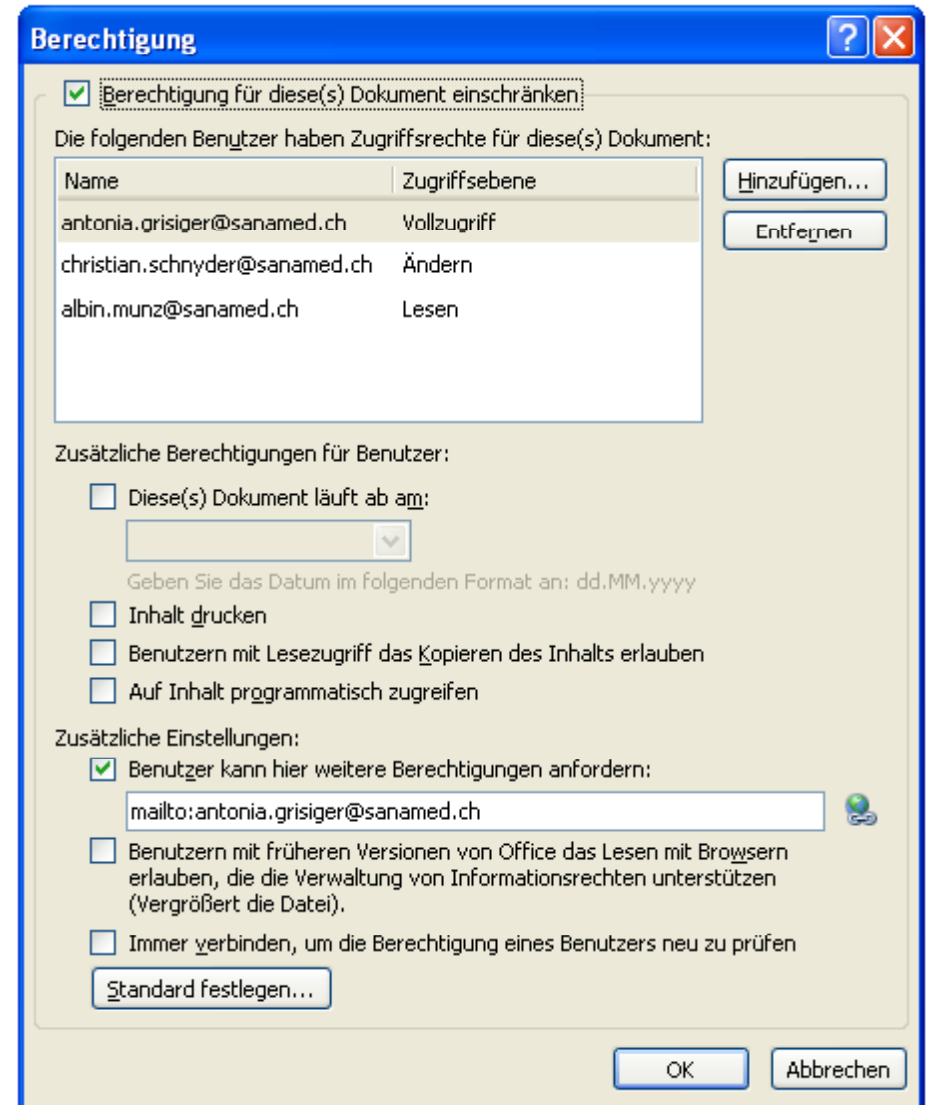 Berechtigung
Berechtigung für diese(s) Dokument einschränken
Die folgenden Benutzer haben Zugriffsrechte für diese(s) Dokument:
Name Zugriffsebene
Hinzufügen...
antonia.grisiger@sanamed.ch Vollzugriff
Entfernen
christian.schnyder@sanamed.ch Ändern
albin.munz@sanamed.ch Lesen
Zusätzliche Berechtigungen für Benutzer:
Diese(s) Dokument läuft ab am:
Geben Sie das Datum im folgenden Format an: dd.MM.yyyy
Inhalt drucken
Benutzern mit Lesezugriff das Kopieren des Inhalts erlauben
Auf Inhalt programmatisch zugreifen
Zusätzliche Einstellungen:
Benutzer kann hier weitere Berechtigungen anfordern:
mailto:antonia.grisiger@sanamed.ch
Benutzern mit früheren Versionen von Office das Lesen mit Browsern
erlauben, die die Verwaltung von Informationsrechten unterstützen
(Vergrößert die Datei).
Immer verbinden, um die Berechtigung eines Benutzers neu zu prüfen
Standard festlegen...
OK Abbrechen